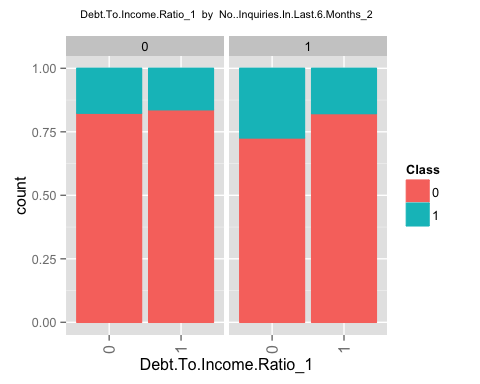 Debt.To.Income.Ratio_1 by No..Inquiries.In.Last.6.Months_2
0 1
1.00
0.75
0.50
0.25
0.00
count
0 1 0 1
Debt.To.Income.Ratio_1
Class
0
1